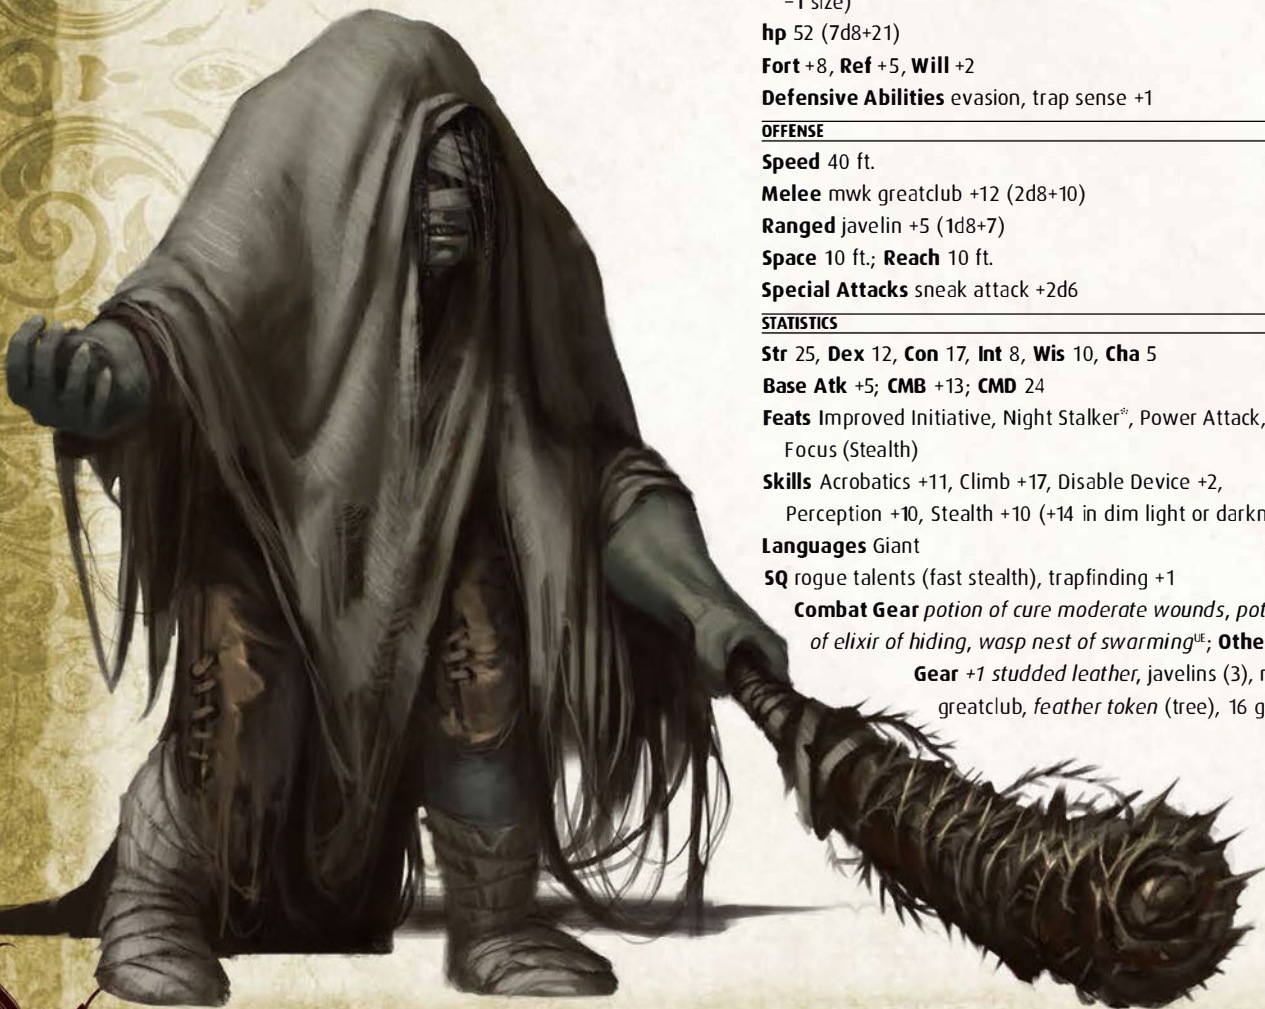 −1 size)
hp 52 (7d8+21)
Fort +8, Ref +5, Will +2
Defensive Abilities evasion, trap sense +1
OFFENSE
Speed 40 ft.
Melee mwk greatclub +12 (2d8+10)
Ranged javelin +5 (1d8+7)
Space 10 ft.; Reach 10 ft.
Special Attacks sneak attack +2d6
STATISTICS
Str 25, Dex 12, Con 17, Int 8, Wis 10, Cha 5
Base Atk +5; CMB +13; CMD 24
Feats Improved Initiative, Night Stalker*, Power Attack,
Focus (Stealth)
Skills Acrobatics +11, Climb +17, Disable Device +2,
Perception +10, Stealth +10 (+14 in dim light or darkn
Languages Giant
SQ rogue talents (fast stealth), trapfinding +1
Combat Gear potion of cure moderate wounds, pot
of elixir of hiding, wasp nest of swarmingUE; Othe
Gear +1 studded leather, javelins (3),
greatclub, feather token (tree), 16 g